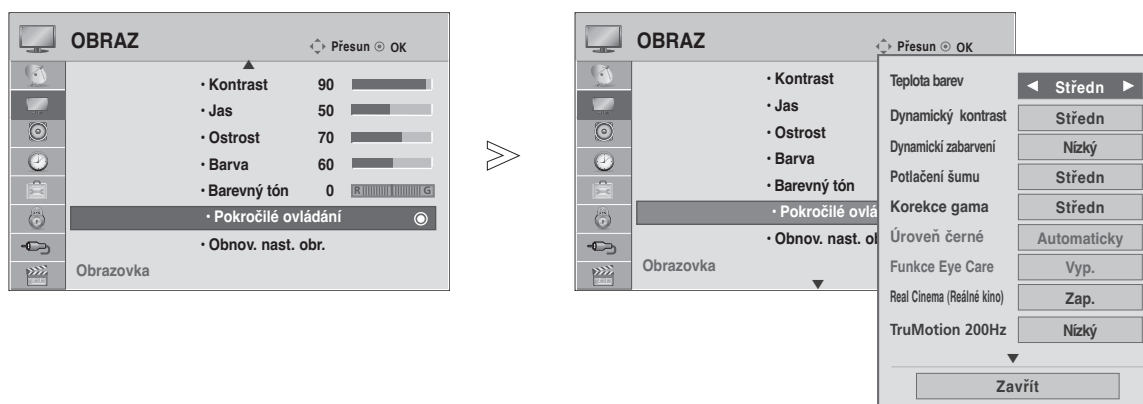 OBRAZ
Přesun OK
• Kontrast 90
• Jas 50
• Ostrost 70
• Barva 60
• Barevný tón 0 R G
• Pokročilé ovládání
• Obnov. nast. obr.
Obrazovka
OBRAZ
Přesun OK
• Kontrast
• Jas
• Ostrost
• Barva
• Barevný tón
• Pokročilé ovlá
• Obnov. nast. ob
Obrazovka
Teplota barev Středn
Dynamický kontrast Středn
Dynamickí zabarvení Nízký
Potlačení šumu Středn
Korekce gama Středn
Úroveň černé Automaticky
Funkce Eye Care Vyp.
Real Cinema (Reálné kino) Zap.
TruMotion 200Hz Nízký
Zavřít